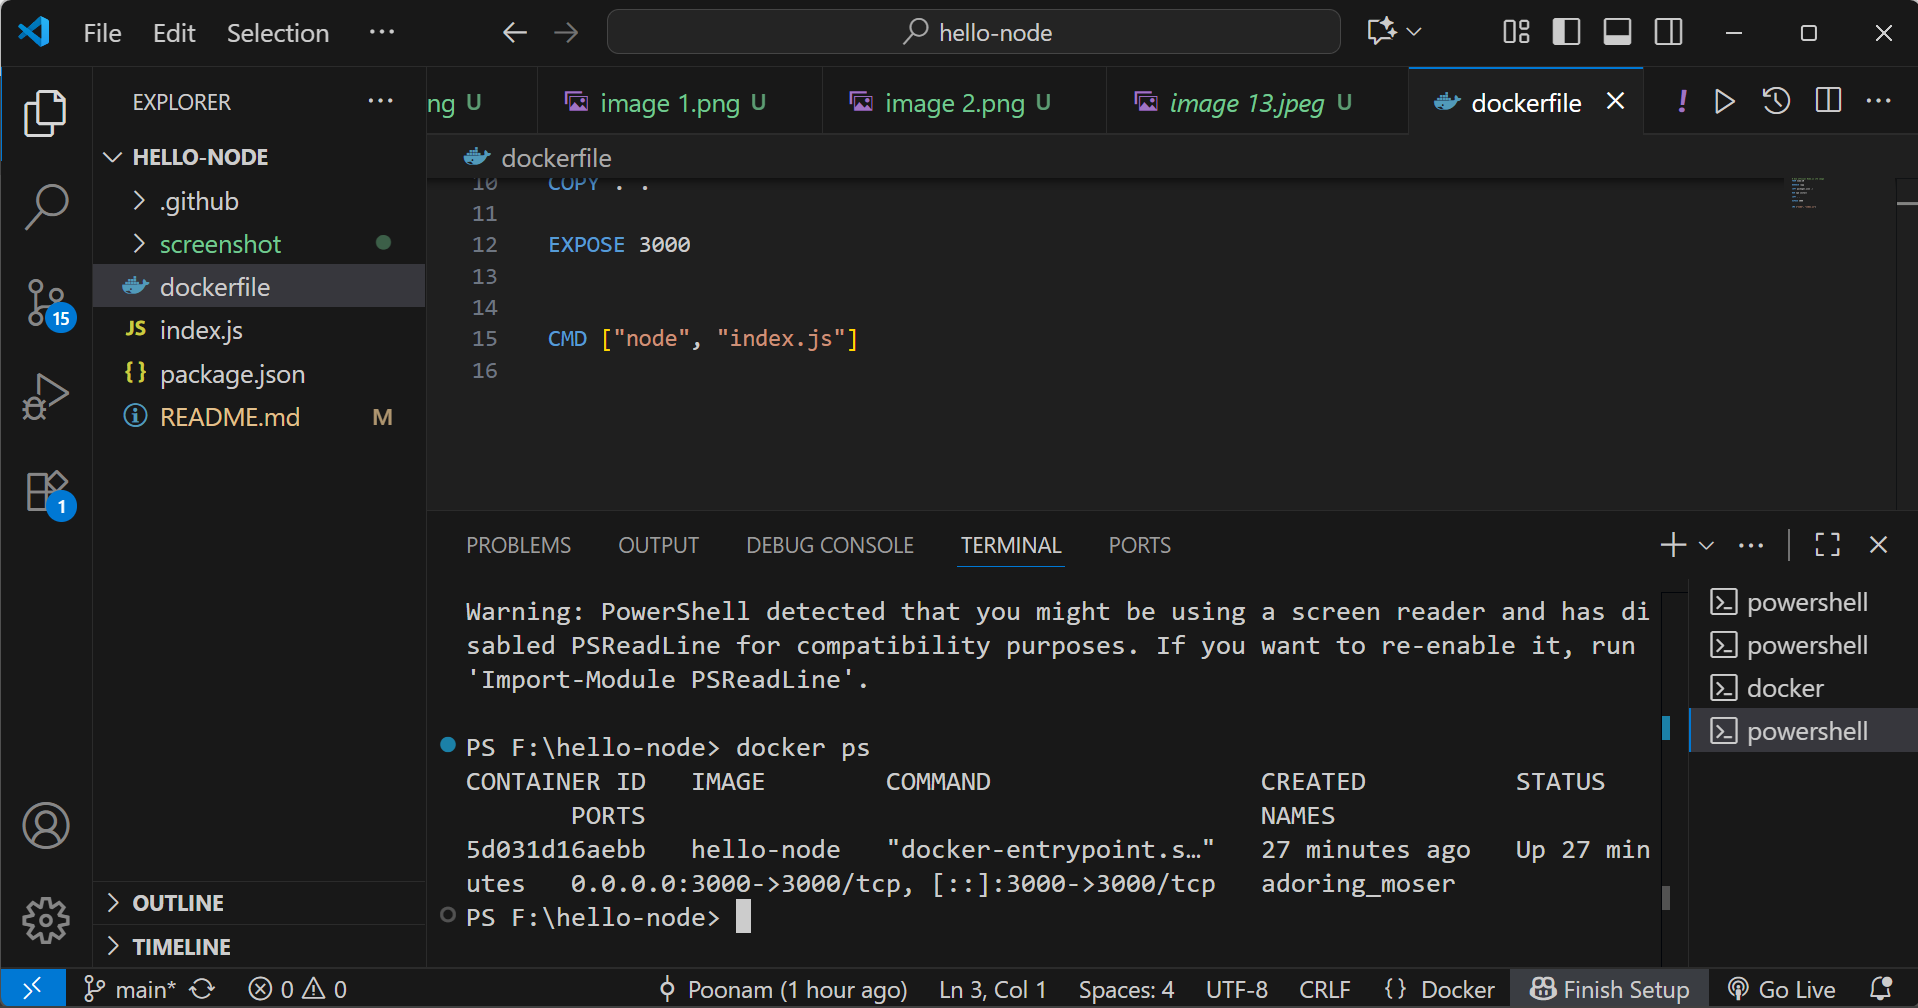 File Edit Selection ··· hello-node
EXPLORER ···
HELLO-NODE
.github
screenshot
dockerfile
JS index.js
{} package.json
README.md M
15
1
OUTLINE
TIMELINE
ng U image 1.png U image 2.png U image 13.jpeg U dockerfile
dockerfile
10 COPY . .
11
12 EXPOSE 3000
13
14
15 CMD ["node", "index.js"]
16
PROBLEMS OUTPUT DEBUG CONSOLE TERMINAL PORTS
Warning: PowerShell detected that you might be using a screen reader and has di
sabled PSReadLine for compatibility purposes. If you want to re-enable it, run
'Import-Module PSReadLine'.
PS F:\hello-node> docker ps
CONTAINER ID IMAGE COMMAND CREATED STATUS
PORTS NAMES
5d031d16aebb hello-node "docker-entrypoint.s…" 27 minutes ago Up 27 min
utes 0.0.0.0:3000->3000/tcp, [::]:3000->3000/tcp adoring_moser
PS F:\hello-node>
powershell
powershell
docker
powershell
main* 0 0 Poonam (1 hour ago) Ln 3, Col 1 Spaces: 4 UTF-8 CRLF {} Docker Finish Setup Go Live